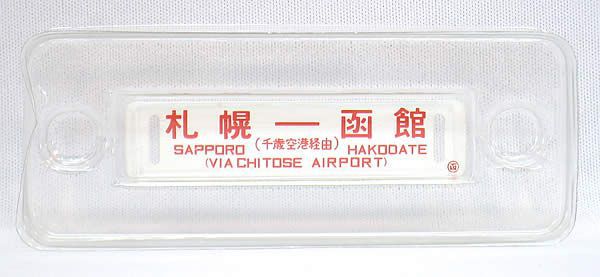 札幌 — 函館
SAPPORO (千歳空港経由) HAKODATE
(VIA CHITOSE AIRPORT)